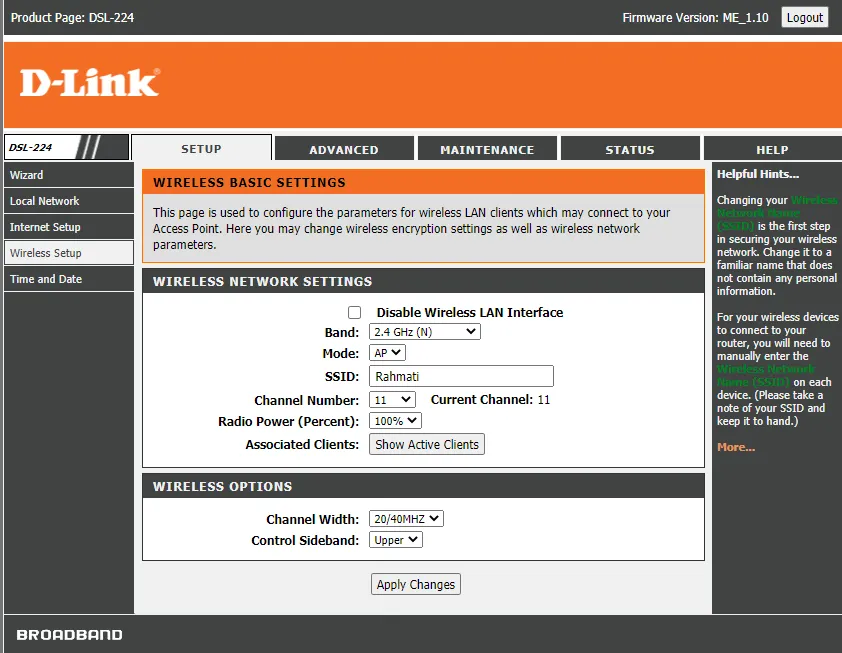 Product Page: DSL-224
Firmware Version: ME_1.10
Logout
D-Link
DSL-224
SETUP
ADVANCED
MAINTENANCE
STATUS
HELP
Wizard
Local Network
Internet Setup
Wireless Setup
Time and Date
WIRELESS BASIC SETTINGS
This page is used to configure the parameters for wireless LAN clients which may connect to your
Access Point. Here you may change wireless encryption settings as well as wireless network
parameters.
WIRELESS NETWORK SETTINGS
Disable Wireless LAN Interface
Band: 2.4 GHz (N)
Mode: AP
SSID: Rahmati
Channel Number: 11 Current Channel: 11
Radio Power (Percent): 100%
Associated Clients: Show Active Clients
WIRELESS OPTIONS
Channel Width: 20/40MHZ
Control Sideband: Upper
Apply Changes
Helpful Hints...
Changing your Wireless
Network Name
(SSID) is the first step
in securing your wireless
network. Change it to a
familiar name that does
not contain any personal
information.
For your wireless devices
to connect to your
router, you will need to
manually enter the
Wireless Network
Name (SSID) on each
device. (Please take a
note of your SSID and
keep it to hand.)
More...
BROADBAND